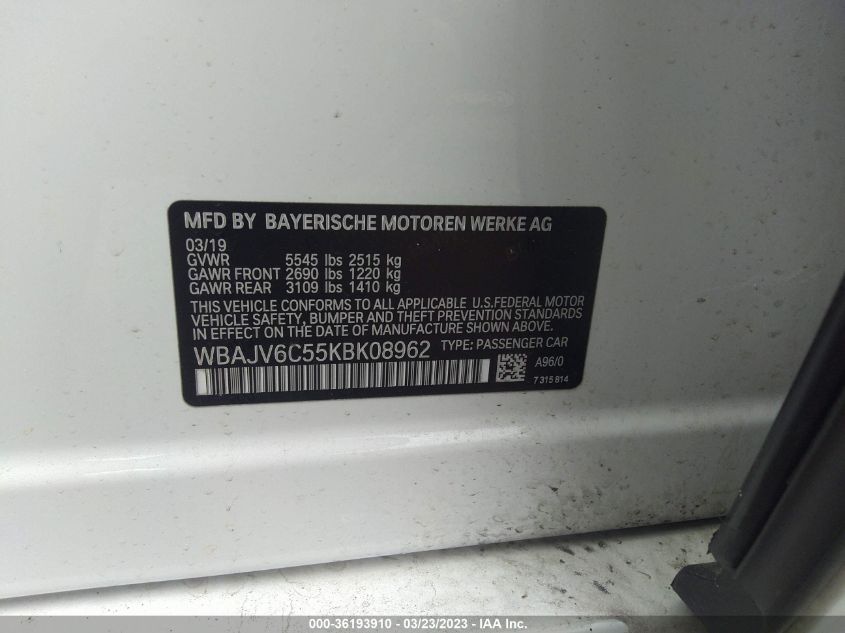 MFD BY BAYERISCHE MOTOREN WERKE AG
03/19
GVWR 5545 lbs 2515 kg
GAWR FRONT 2690 lbs 1220 kg
GAWR REAR 3109 lbs 1410 kg
THIS VEHICLE CONFORMS TO ALL APPLICABLE U.S.FEDERAL MOTOR
VEHICLE SAFETY, BUMPER AND THEFT PREVENTION STANDARDS
IN EFFECT ON THE DATE OF MANUFACTURE SHOWN ABOVE.
WBAJV6C55KBK08962 TYPE: PASSENGER CAR
A96/0
7 315 814
000-36193910 - 03/23/2023 - IAA Inc.